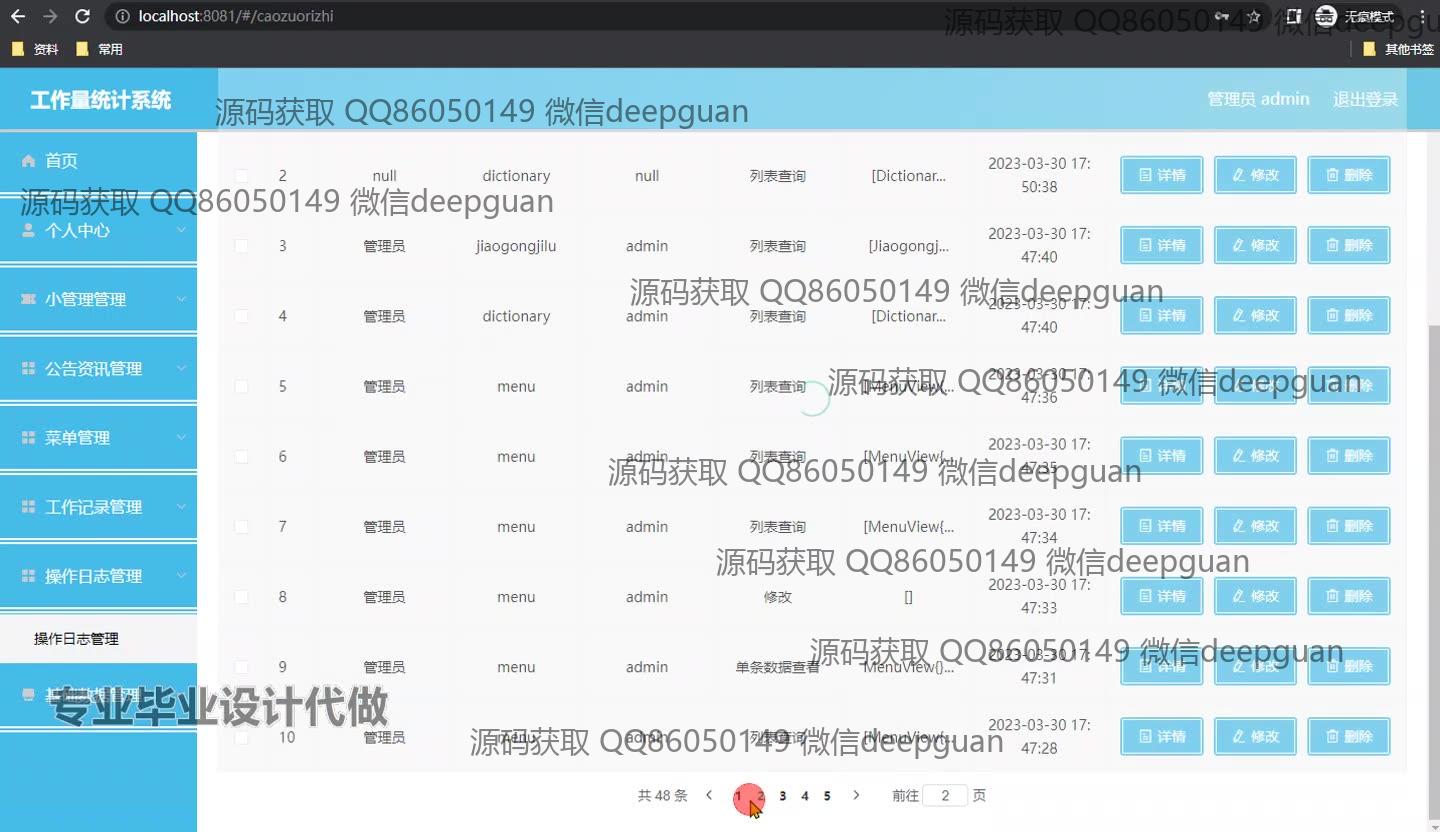 localhost:8081/#/caozuorizhi
无痕模式
资料
常用
其他书签
源码获取 QQ86050149 微信deepgu
工作量统计系统
源码获取 QQ86050149 微信deepguan
管理员 admin
退出登录
首页
源码获取 QQ86050149 微信deepguan
个人中心
小管理管理
公告资讯管理
菜单管理
工作记录管理
操作日志管理
操作日志管理
基础数据管理
专业毕业设计代做
2 null dictionary null 列表查询 [Dictionar... 2023-03-30 17:
50:38
详情 修改 删除
3 管理员 jiaogongjilu admin 列表查询 [Jiaogongj... 2023-03-30 17:
47:40
详情 修改 删除
源码获取 QQ86050149 微信deepguan
4 管理员 dictionary admin 列表查询 [Dictionar... 2023-03-30 17:
47:40
详情 修改 删除
源码获取 QQ86050149 微信deepguan
5 管理员 menu admin 列表查询 [MenuView{... 2023-03-30 17:
47:36
详情 修改 删除
6 管理员 menu admin 列表查询 [MenuView{... 2023-03-30 17:
47:35
详情 修改 删除
源码获取 QQ86050149 微信deepguan
7 管理员 menu admin 列表查询 [MenuView{... 2023-03-30 17:
47:34
详情 修改 删除
源码获取 QQ86050149 微信deepguan
8 管理员 menu admin 修改 [] 2023-03-30 17:
47:33
详情 修改 删除
源码获取 QQ86050149 微信deepguan
9 管理员 menu admin 单条数据查看 MenuView{}... 2023-03-30 17:
47:31
详情 修改 删除
10 管理员 menu admin 列表查询 [MenuView{... 2023-03-30 17:
47:28
详情 修改 删除
源码获取 QQ86050149 微信deepguan
共 48 条 1 2 3 4 5 前往 2 页